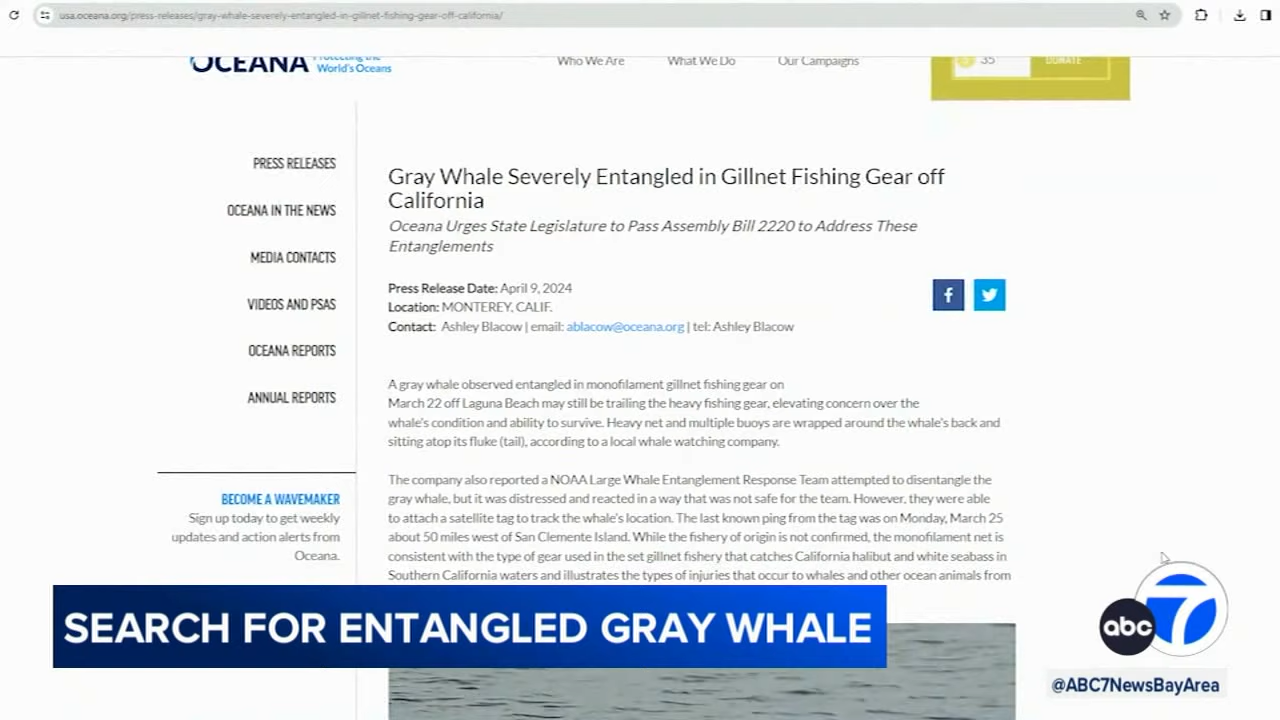 usa.oceana.org/press-releases/gray-whale-severely-entangled-in-gillnet-fishing-gear-off-california/
OCEANA Protecting the
World's Oceans
Who We Are What We Do Our Campaigns
35 DONATE
PRESS RELEASES
OCEANA IN THE NEWS
MEDIA CONTACTS
VIDEOS AND PSAS
OCEANA REPORTS
ANNUAL REPORTS
BECOME A WAVEMAKER
Sign up today to get weekly
updates and action alerts from
Oceana.
Gray Whale Severely Entangled in Gillnet Fishing Gear off
California
Oceana Urges State Legislature to Pass Assembly Bill 2220 to Address These
Entanglements
Press Release Date: April 9, 2024
Location: MONTEREY, CALIF.
Contact: Ashley Blacow | email: ablacow@oceana.org | tel: Ashley Blacow
A gray whale observed entangled in monofilament gillnet fishing gear on
March 22 off Laguna Beach may still be trailing the heavy fishing gear, elevating concern over the
whale's condition and ability to survive. Heavy net and multiple buoys are wrapped around the whale's back and
sitting atop its fluke (tail), according to a local whale watching company.
The company also reported a NOAA Large Whale Entanglement Response Team attempted to disentangle the
gray whale, but it was distressed and reacted in a way that was not safe for the team. However, they were able
to attach a satellite tag to track the whale's location. The last known ping from the tag was on Monday, March 25
about 50 miles west of San Clemente Island. While the fishery of origin is not confirmed, the monofilament net is
consistent with the type of gear used in the set gillnet fishery that catches California halibut and white seabass in
Southern California waters and illustrates the types of injuries that occur to whales and other ocean animals from
SEARCH FOR ENTANGLED GRAY WHALE
abc 7
@ABC7NewsBayArea